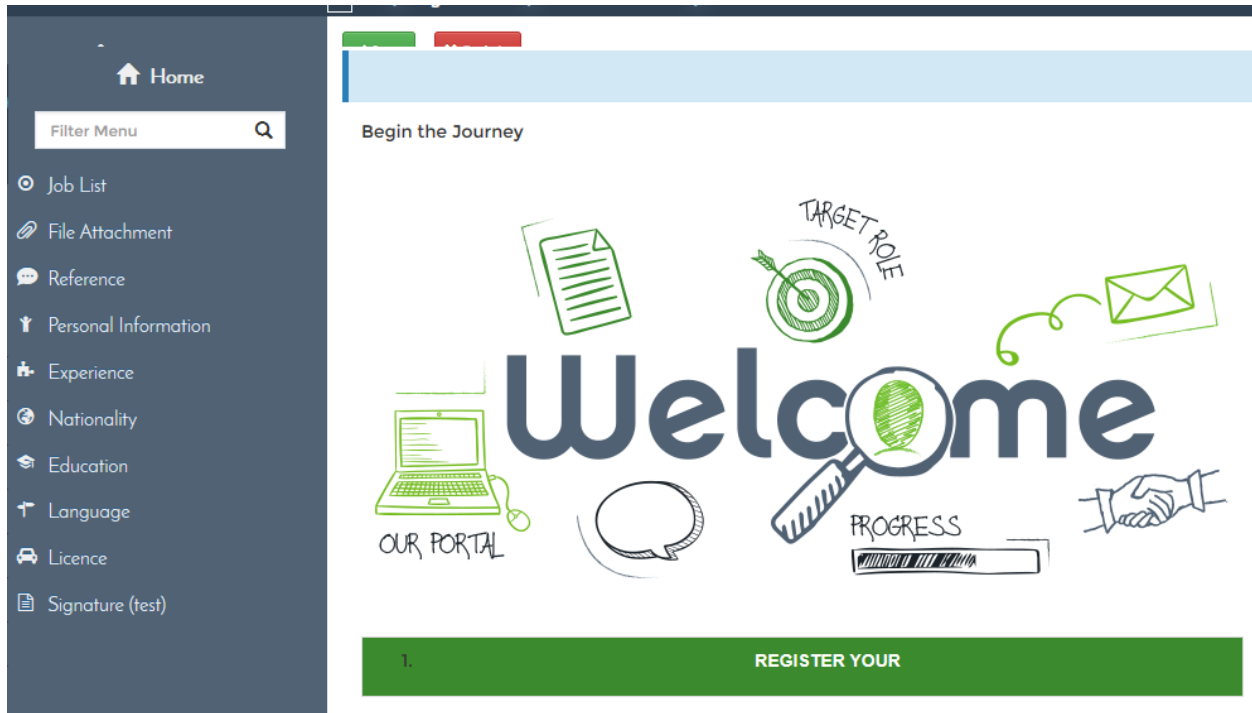 Home
Filter Menu
Job List
File Attachment
Reference
Personal Information
Experience
Nationality
Education
Language
Licence
Signature (test)
Begin the Journey
TARGET ROLE
Welcome
OUR PORTAL
PROGRESS
1. REGISTER YOUR